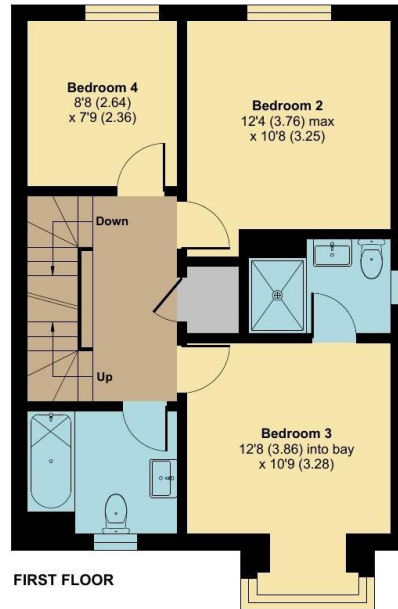 Bedroom 4
8'8 (2.64)
x 7'9 (2.36)
Bedroom 2
12'4 (3.76) max
x 10'8 (3.25)
Down
Up
Bedroom 3
12'8 (3.86) into bay
x 10'9 (3.28)
FIRST FLOOR